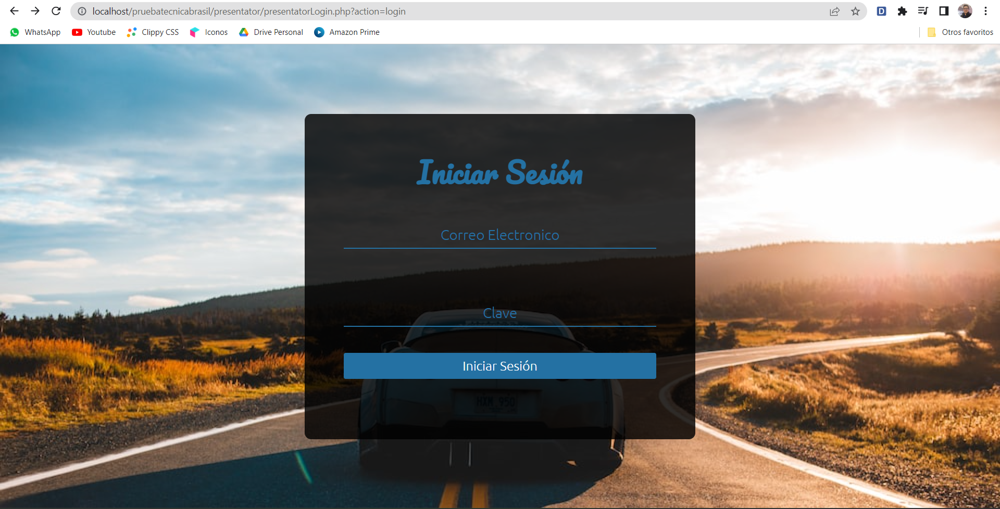 localhost/pruebatecnicabrasil/presentator/presentatorLogin.php?action=login
WhatsApp Youtube Clippy CSS Iconos Drive Personal Amazon Prime Otros favoritos
Iniciar Sesión
Correo Electronico
Clave
Iniciar Sesión
HXM 950